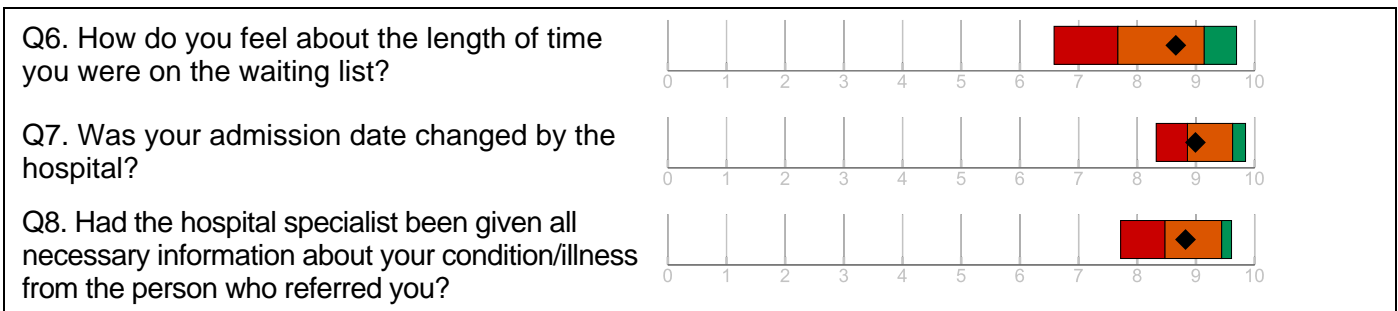 Q6. How do you feel about the length of time
you were on the waiting list?
0 1 2 3 4 5 6 7 8 9 10
Q7. Was your admission date changed by the
hospital?
0 1 2 3 4 5 6 7 8 9 10
Q8. Had the hospital specialist been given all
necessary information about your condition/illness
from the person who referred you?
0 1 2 3 4 5 6 7 8 9 10